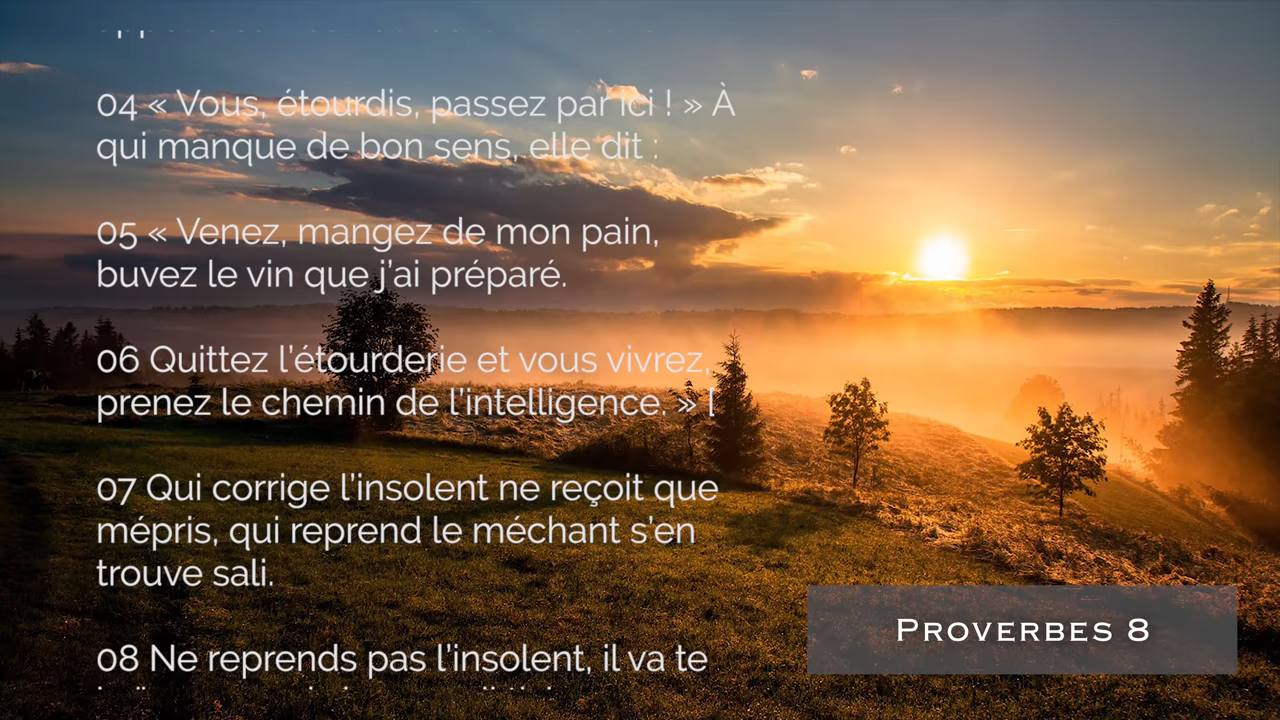 04 « Vous, étourdis, passez par ici ! » À
qui manque de bon sens, elle dit :
05 « Venez, mangez de mon pain,
buvez le vin que j’ai préparé.
06 Quittez l’étourderie et vous vivrez,
prenez le chemin de l’intelligence. » [
07 Qui corrige l’insolent ne reçoit que
mépris, qui reprend le méchant s’en
trouve sali.
08 Ne reprends pas l’insolent, il va te
PROVERBES 8